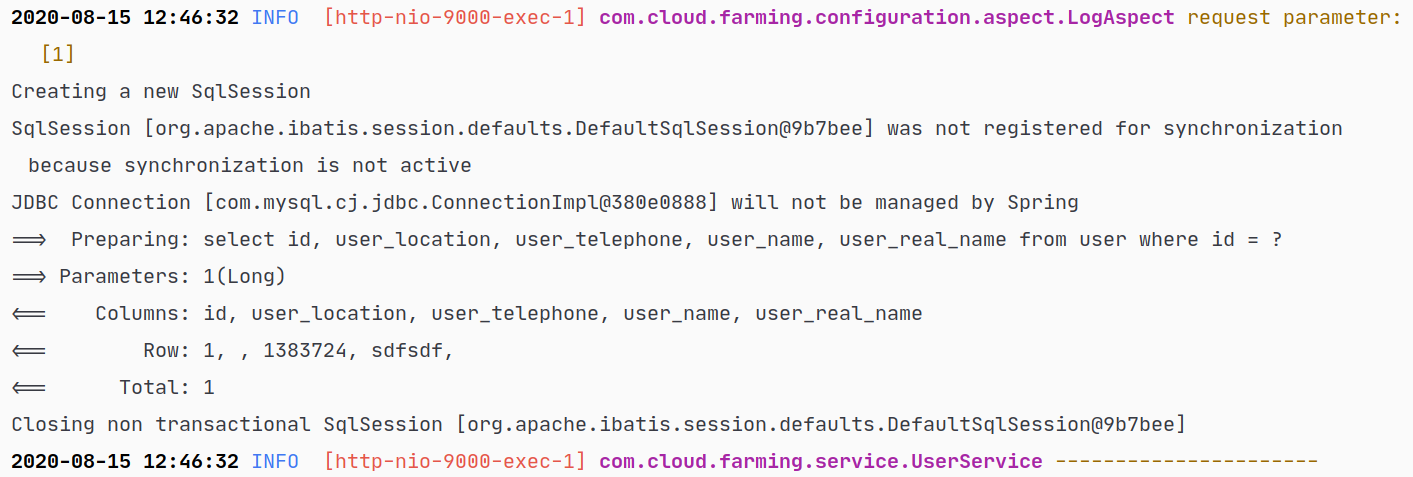 2020-08-15 12:46:32 INFO  [http-nio-9000-exec-1] com.cloud.farming.configuration.aspect.LogAspect request parameter:
[1]
Creating a new SqlSession
SqlSession [org.apache.ibatis.session.defaults.DefaultSqlSession@9b7bee] was not registered for synchronization
because synchronization is not active
JDBC Connection [com.mysql.cj.jdbc.ConnectionImpl@380e0888] will not be managed by Spring
==>  Preparing: select id, user_location, user_telephone, user_name, user_real_name from user where id = ?
==> Parameters: 1(Long)
<==    Columns: id, user_location, user_telephone, user_name, user_real_name
<==        Row: 1, , 1383724, sdfsdf,
<==      Total: 1
Closing non transactional SqlSession [org.apache.ibatis.session.defaults.DefaultSqlSession@9b7bee]
2020-08-15 12:46:32 INFO  [http-nio-9000-exec-1] com.cloud.farming.service.UserService ----------------------